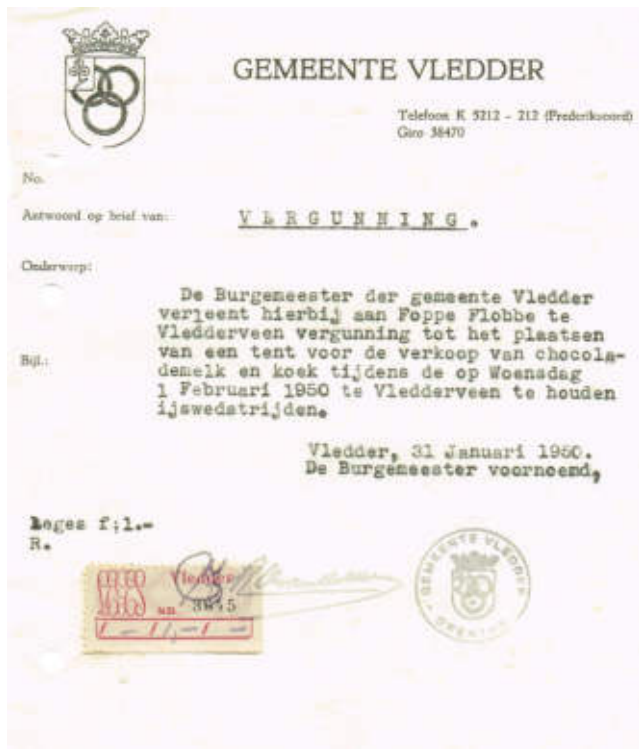 GEMEENTE VLEDDER
Telefoon K 5212 - 212 (Frederiksoord)
Giro 38470
No.
Antwoord op brief van:
VERGUNNING.
Onderwerp:
De Burgemeester der gemeente Vledder
verleent hierbij aan Foppe Flobbe te
Vledderveen vergunning tot het plaatsen
van een tent voor de verkoop van chocola-
Bijl.:
demelk en koek tijdens de op Woensdag
1 Februari 1950 te Vledderveen te houden
ijswedstrijden.
Vledder, 31 Januari 1950.
De Burgemeester voornoemd,
Leges f;1.-
R.
Vledder
LEGES
GEMEENTE VLEDDER
DRENTHE